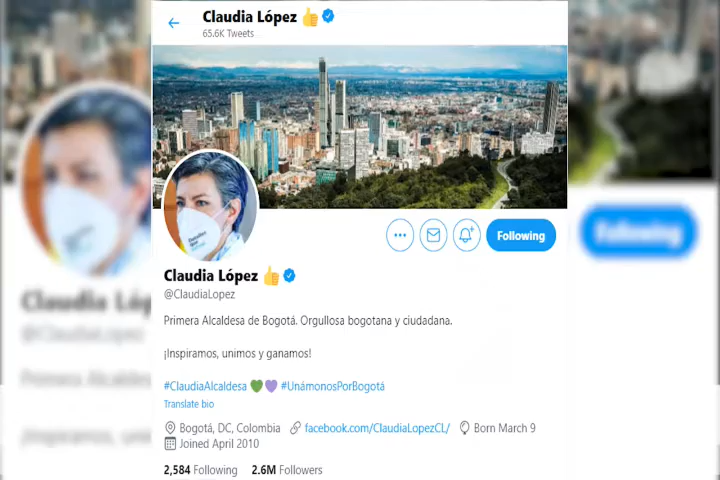 Claudia López 👍
65.6K Tweets
Following
Claudia López 👍
@ClaudiaLopez
Primera Alcaldesa de Bogotá. Orgullosa bogotana y ciudadana.
¡Inspiramos, unimos y ganamos!
#ClaudiaAlcaldesa 💚💜 #UnámonosPorBogotá
Translate bio
Bogotá, DC, Colombia facebook.com/ClaudiaLopezCL/ Born March 9
Joined April 2010
2,584 Following 2.6M Followers